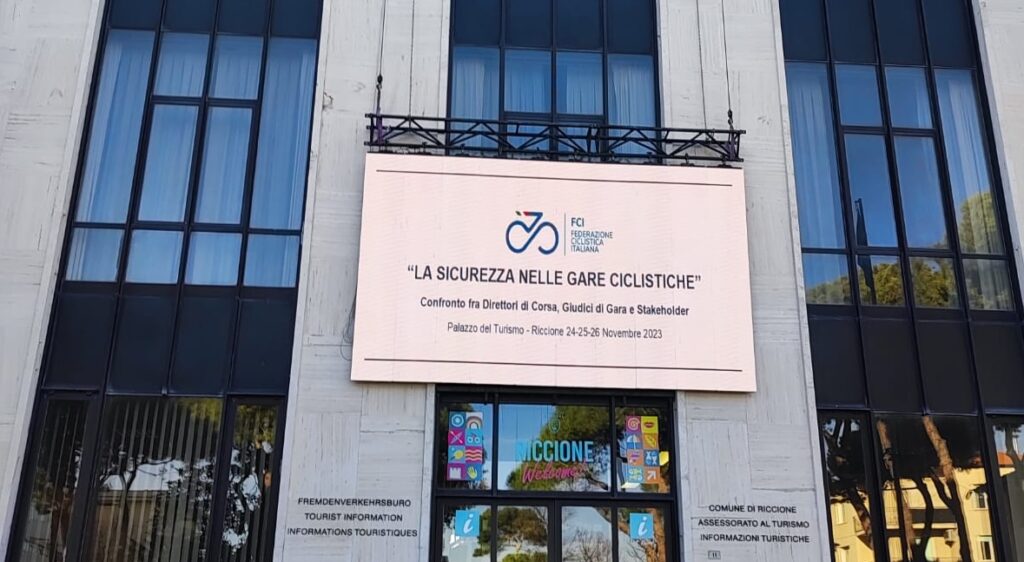 FCI
FEDERAZIONE
CICLISTICA
ITALIANA
“LA SICUREZZA NELLE GARE CICLISTICHE”
Confronto fra Direttori di Corsa, Giudici di Gara e Stakeholder
Palazzo del Turismo - Riccione 24-25-26 Novembre 2023
RICCIONE
Welcome!
FREMDENVERKEHRSBURO
TOURIST INFORMATION
INFORMATIONS TOURISTIQUES
i
i
COMUNE DI RICCIONE
ASSESSORATO AL TURISMO
INFORMAZIONI TURISTICHE